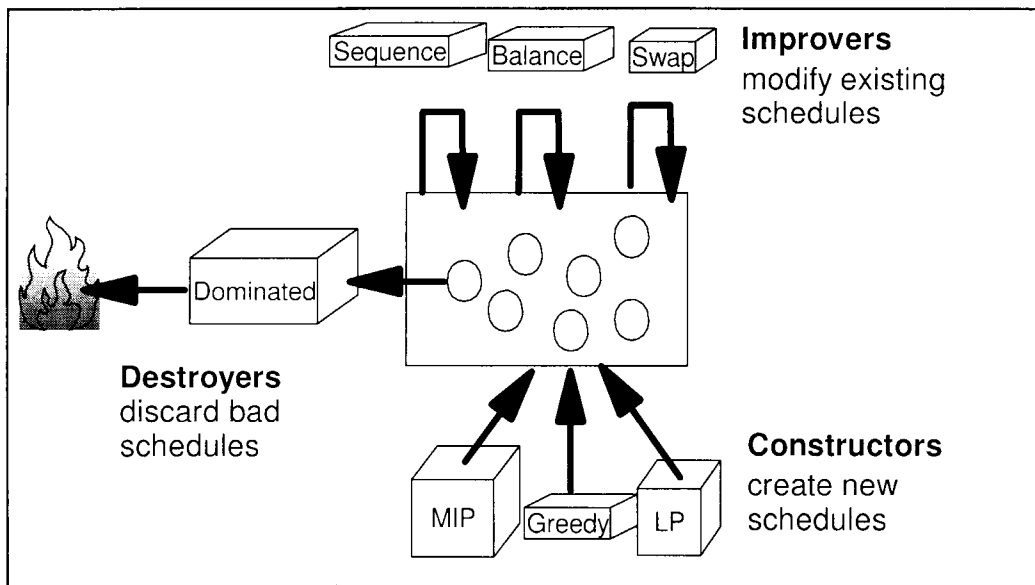 Sequence
Balance
Swap
Improvers
modify existing
schedules
Dominated
Destroyers
discard bad
schedules
MIP
Greedy
LP
Constructors
create new
schedules